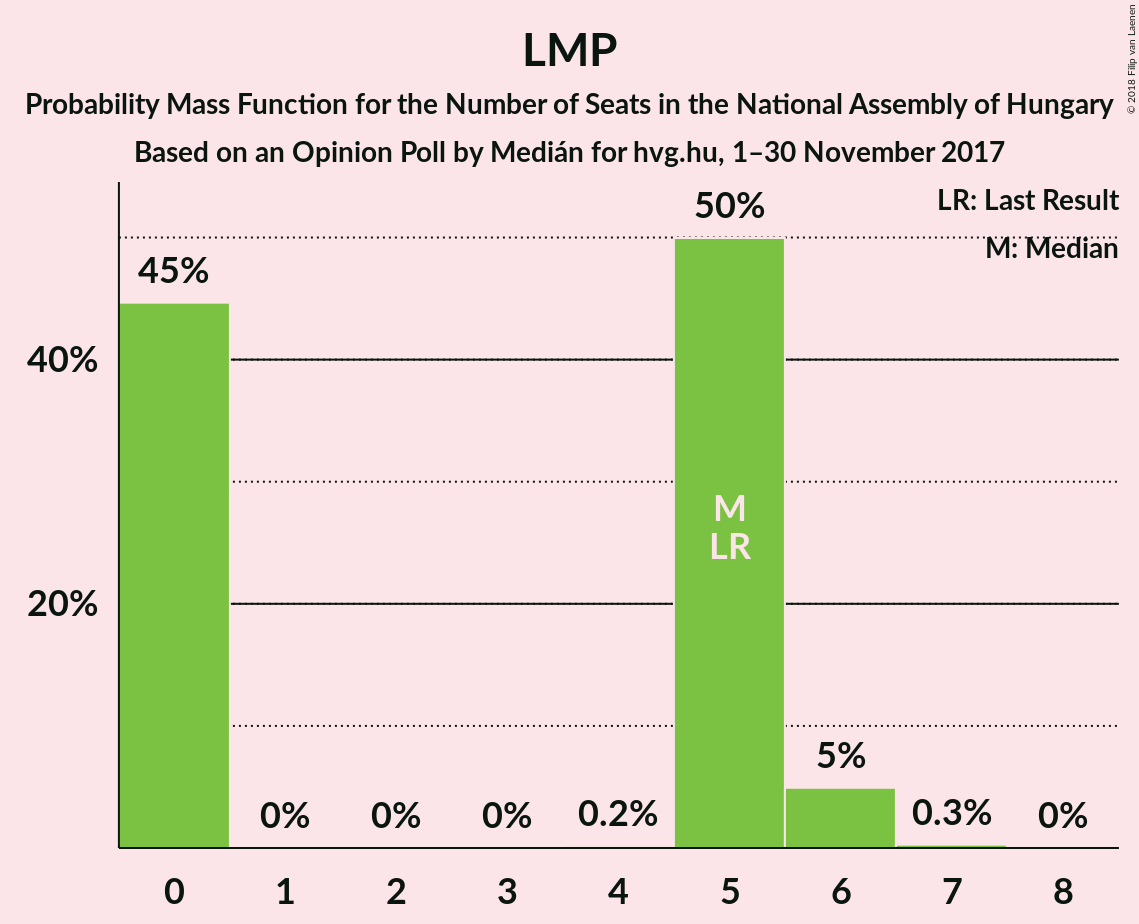 LMP
Probability Mass Function for the Number of Seats in the National Assembly of Hungary
Based on an Opinion Poll by Medián for hvg.hu, 1–30 November 2017
© 2018 Filip van Laenen
LR: Last Result
M: Median
50%
45%
40%
M
LR
20%
5%
0%
0%
0%
0.2%
0.3%
0%
0 1 2 3 4 5 6 7 8